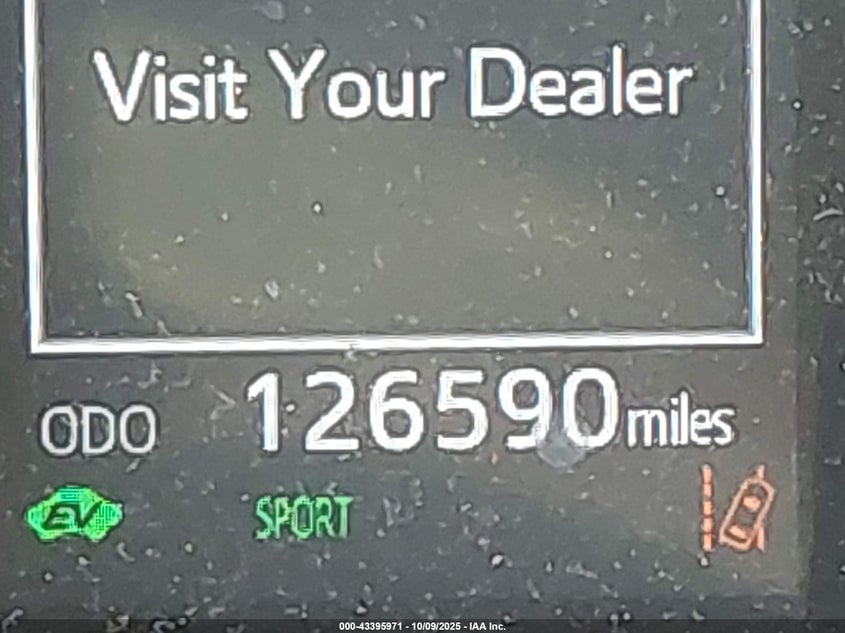 Visit Your Dealer
ODO 126590 miles
EV SPORT
000-43395971 - 10/09/2025 - IAA Inc.